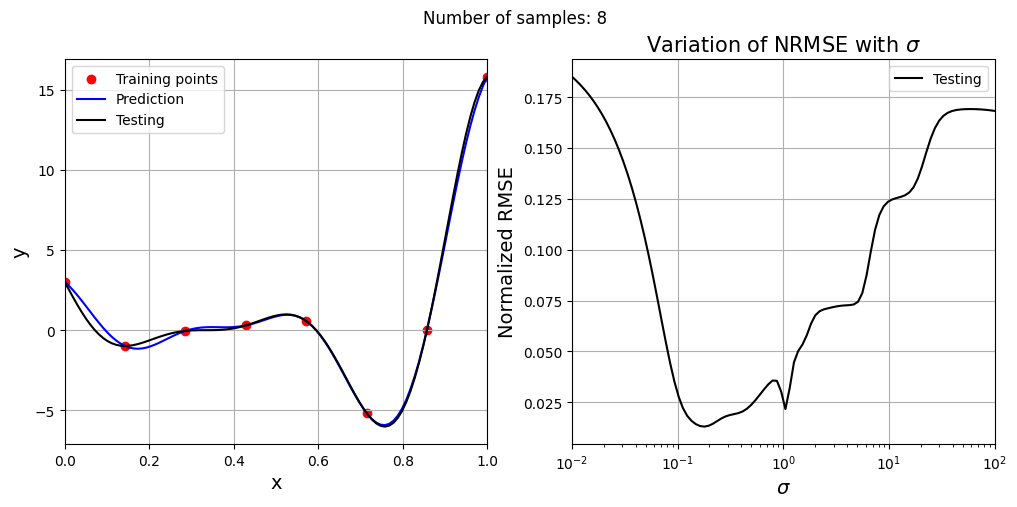 Number of samples: 8
Training points
Prediction
Testing
15
10
5
0
−5
y
0.0 0.2 0.4 0.6 0.8 1.0
x
Variation of NRMSE with σ
Testing
0.175
0.150
0.125
0.100
0.075
0.050
0.025
Normalized RMSE
10⁻² 10⁻¹ 10⁰ 10¹ 10²
σ